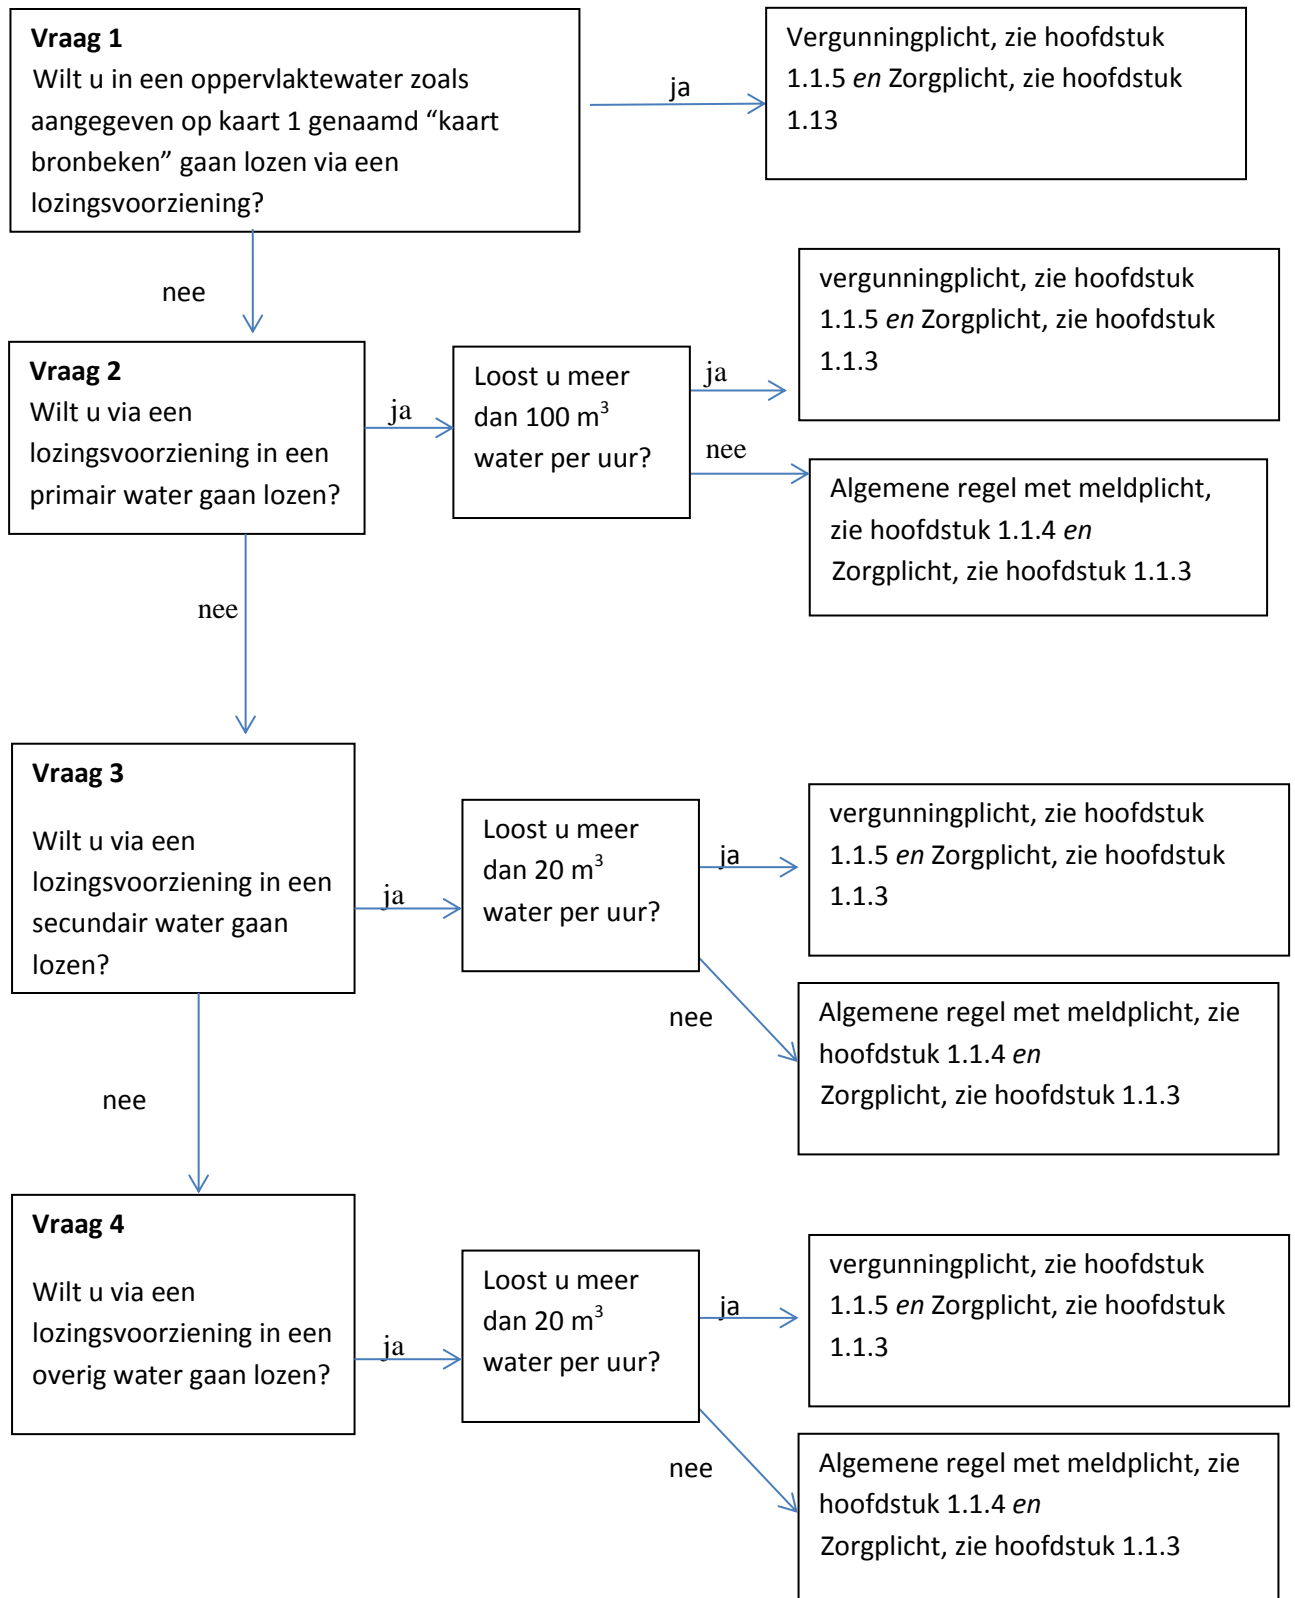 Vraag 1
Wilt u in een oppervlaktewater zoals
aangegeven op kaart 1 genaamd “kaart
bronbeken” gaan lozen via een
lozingsvoorziening?
ja
Vergunningplicht, zie hoofdstuk
1.1.5 en Zorgplicht, zie hoofdstuk
1.13
nee
Vraag 2
Wilt u via een
lozingsvoorziening in een
primair water gaan lozen?
ja
Loost u meer
dan 100 m³
water per uur?
ja
vergunningplicht, zie hoofdstuk
1.1.5 en Zorgplicht, zie hoofdstuk
1.1.3
nee
Algemene regel met meldplicht,
zie hoofdstuk 1.1.4 en
Zorgplicht, zie hoofdstuk 1.1.3
nee
Vraag 3
Wilt u via een
lozingsvoorziening in een
secundair water gaan
lozen?
ja
Loost u meer
dan 20 m³
water per uur?
ja
vergunningplicht, zie hoofdstuk
1.1.5 en Zorgplicht, zie hoofdstuk
1.1.3
nee
Algemene regel met meldplicht, zie
hoofdstuk 1.1.4 en
Zorgplicht, zie hoofdstuk 1.1.3
nee
Vraag 4
Wilt u via een
lozingsvoorziening in een
overig water gaan lozen?
ja
Loost u meer
dan 20 m³
water per uur?
ja
vergunningplicht, zie hoofdstuk
1.1.5 en Zorgplicht, zie hoofdstuk
1.1.3
nee
Algemene regel met meldplicht, zie
hoofdstuk 1.1.4 en
Zorgplicht, zie hoofdstuk 1.1.3